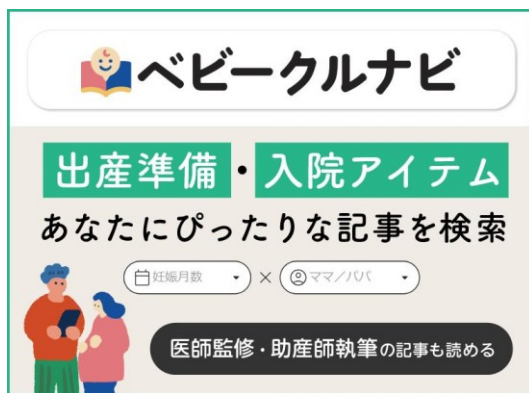 ベビークルナビ
出産準備・入院アイテム
あなたにぴったりな記事を検索
妊娠月数 × ママ／パパ
医師監修・助産師執筆の記事も読める